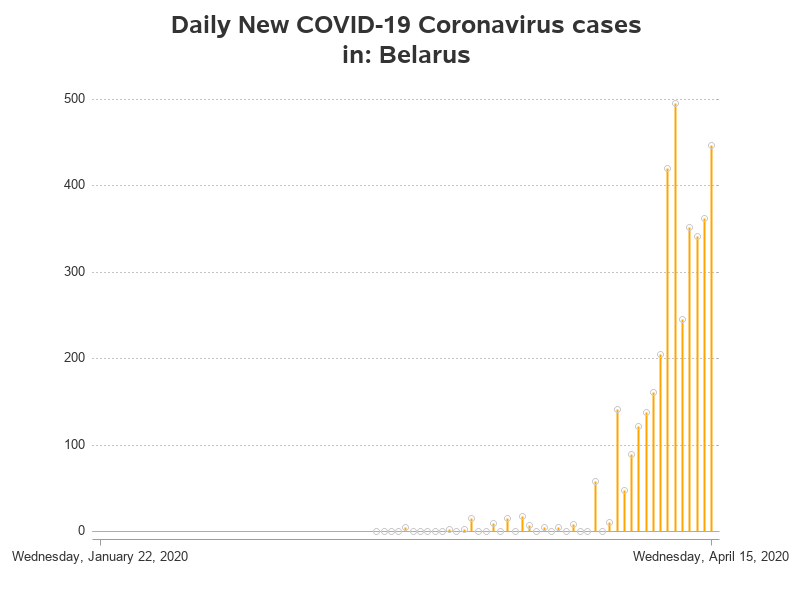 Daily New COVID-19 Coronavirus cases
in: Belarus
500
400
300
200
100
0
Wednesday, January 22, 2020
Wednesday, April 15, 2020